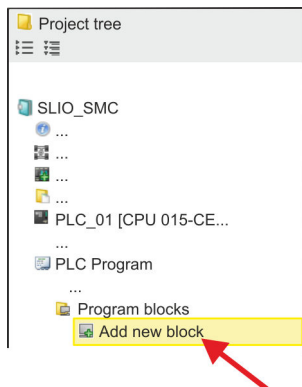 Project tree
SLIO_SMC
...
...
...
...
PLC_01 [CPU 015-CE...
...
PLC Program
...
Program blocks
Add new block